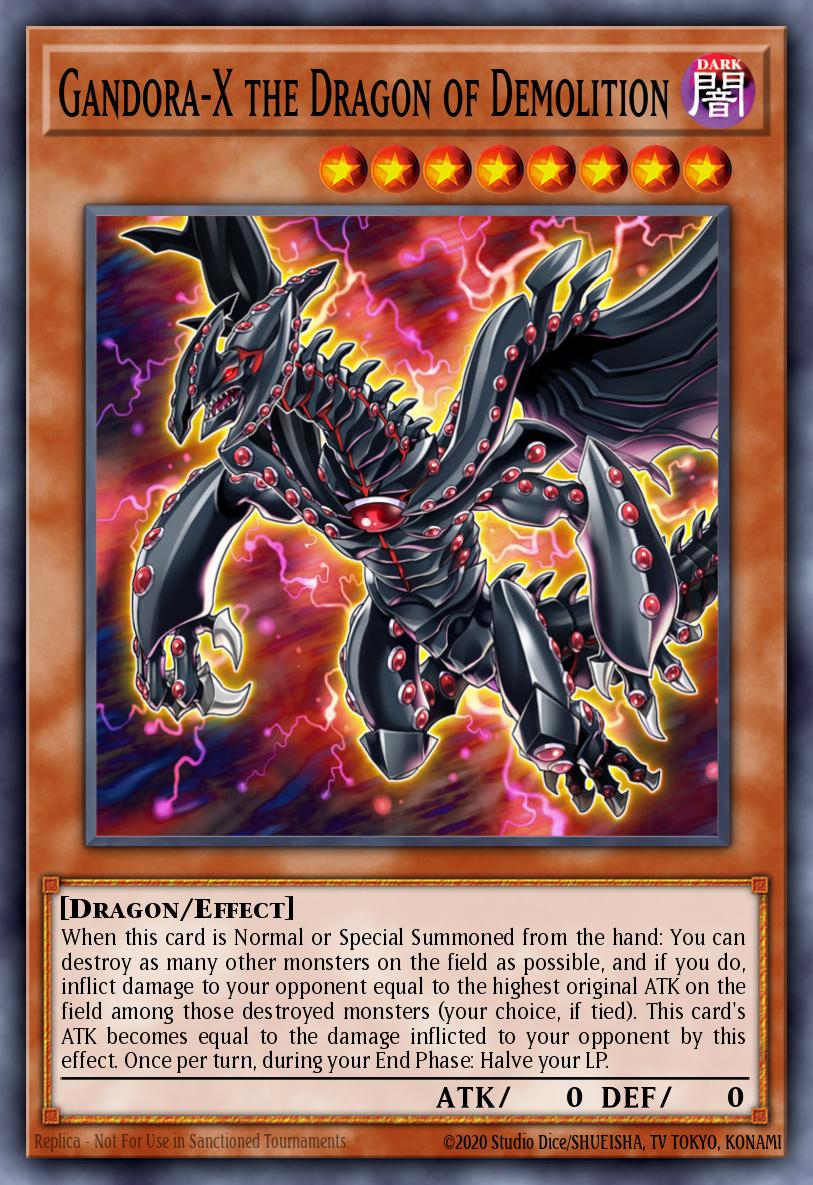 Gandora-X the Dragon of Demolition
DARK
闇
[Dragon/Effect]
When this card is Normal or Special Summoned from the hand: You can
destroy as many other monsters on the field as possible, and if you do,
inflict damage to your opponent equal to the highest original ATK on the
field among those destroyed monsters (your choice, if tied). This card's
ATK becomes equal to the damage inflicted to your opponent by this
effect. Once per turn, during your End Phase: Halve your LP.
ATK/ 0 DEF/ 0
Replica - Not For Use in Sanctioned Tournaments.
©2020 Studio Dice/SHUEISHA, TV TOKYO, KONAMI